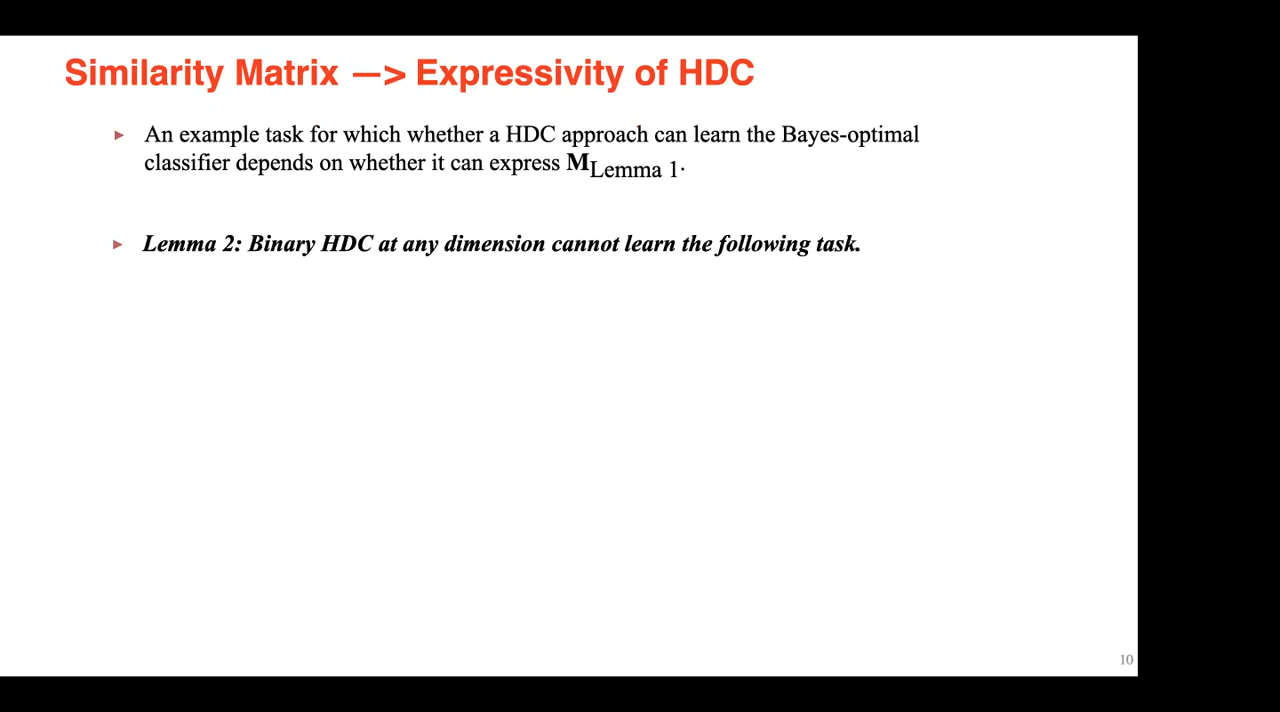 Similarity Matrix —> Expressivity of HDC
▸ An example task for which whether a HDC approach can learn the Bayes-optimal
classifier depends on whether it can express M_Lemma 1.
▸ Lemma 2: Binary HDC at any dimension cannot learn the following task.
10